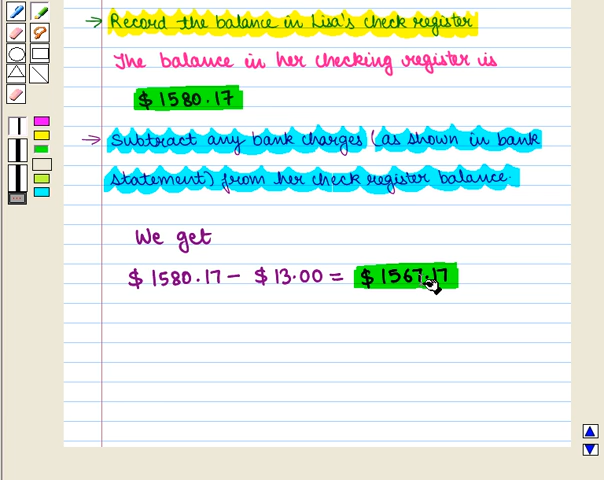 → Record the balance in Lisa's check register
The balance in her checking register is
$ 1580.17
→ Subtract any bank charges (as shown in bank
statement) from her check register balance.
We get
$ 1580.17 - $ 13.00 = $ 1567.17